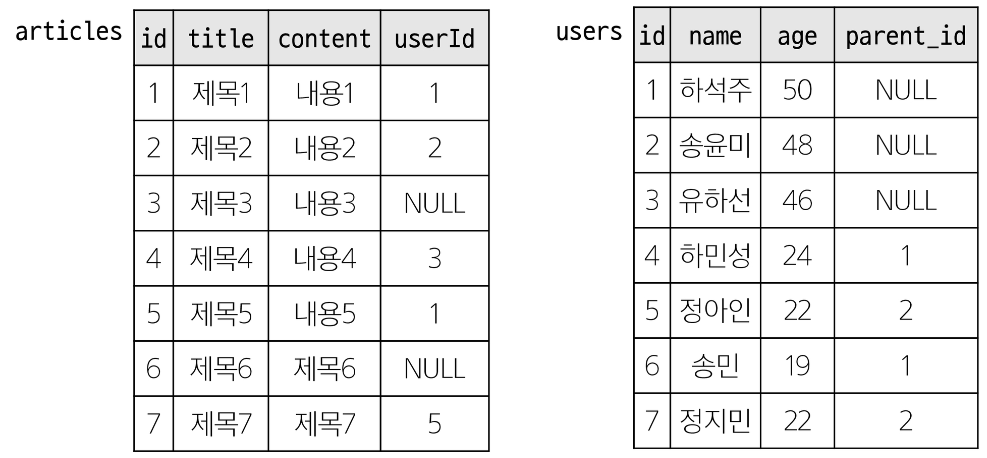 articles
id title content userId
1 제목1 내용1 1
2 제목2 내용2 2
3 제목3 내용3 NULL
4 제목4 내용4 3
5 제목5 내용5 1
6 제목6 제목6 NULL
7 제목7 제목7 5
users
id name age parent_id
1 하석주 50 NULL
2 송윤미 48 NULL
3 유하선 46 NULL
4 하민성 24 1
5 정아인 22 2
6 송민 19 1
7 정지민 22 2